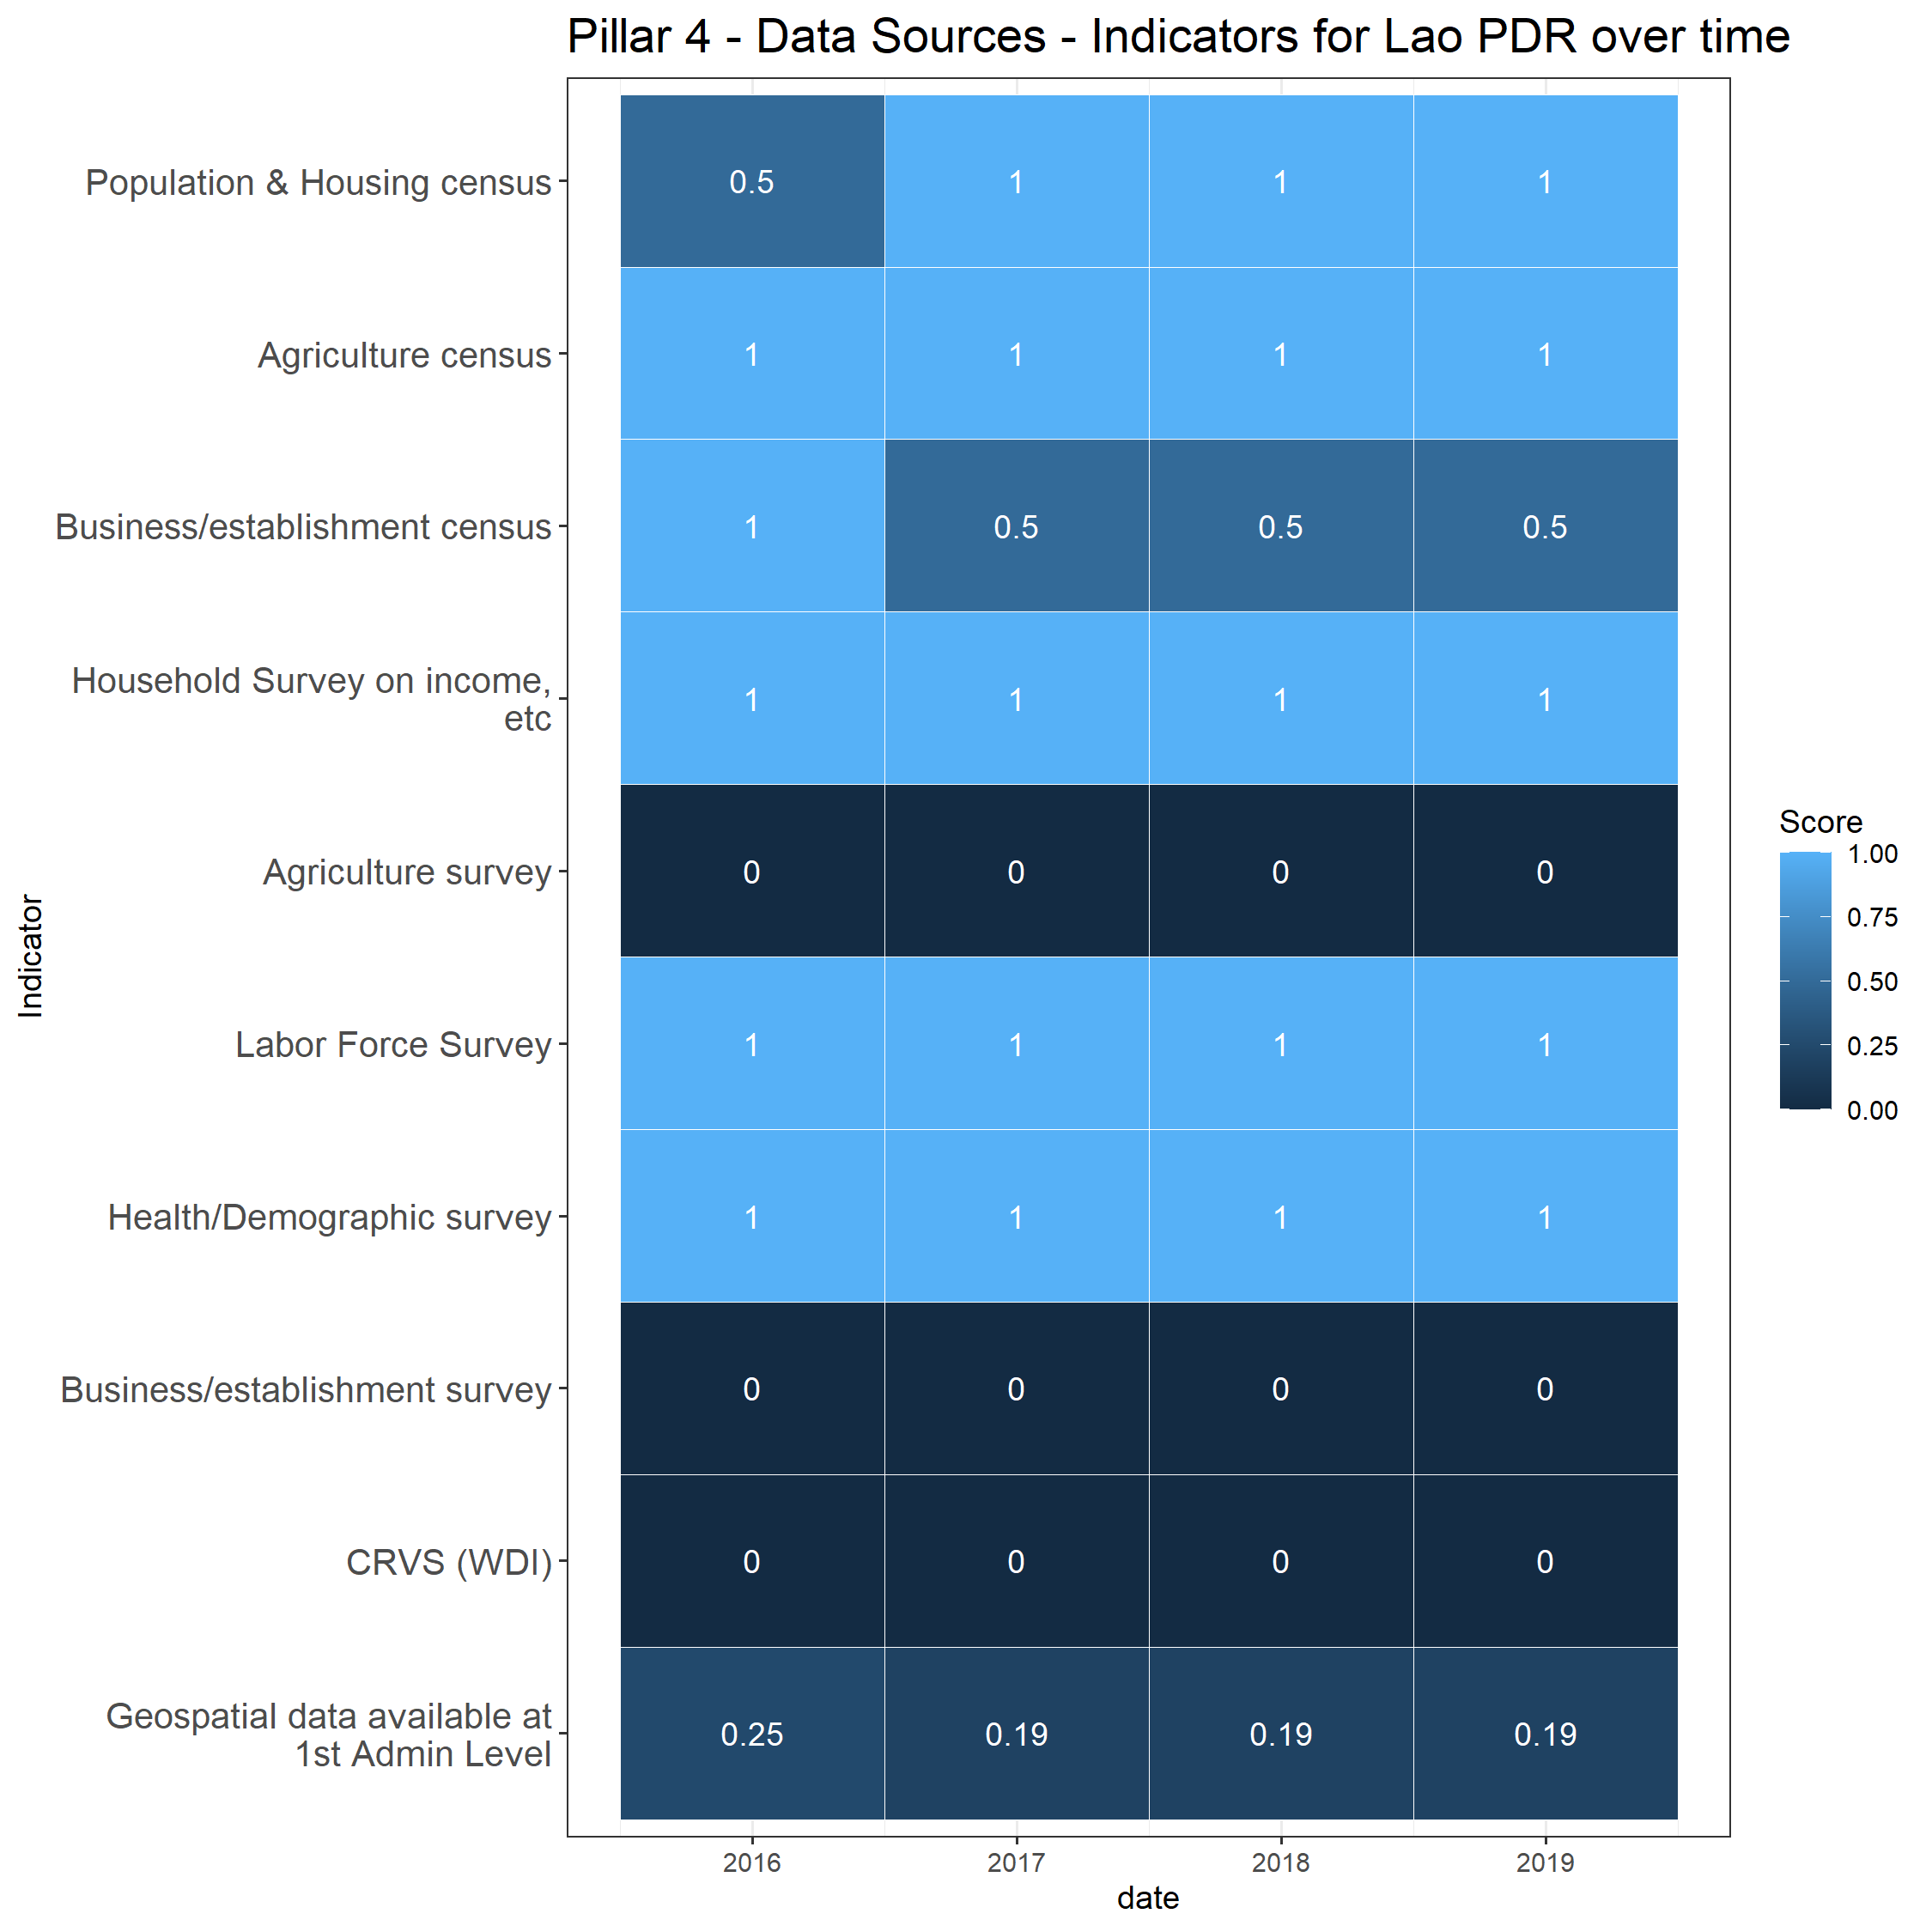 Pillar 4 - Data Sources - Indicators for Lao PDR over time
Indicator
Population & Housing census
0.5 1 1 1
Agriculture census
1 1 1 1
Business/establishment census
1 0.5 0.5 0.5
Household Survey on income,
etc
1 1 1 1
Agriculture survey
0 0 0 0
Labor Force Survey
1 1 1 1
Health/Demographic survey
1 1 1 1
Business/establishment survey
0 0 0 0
CRVS (WDI)
0 0 0 0
Geospatial data available at
1st Admin Level
0.25 0.19 0.19 0.19
2016 2017 2018 2019
date
Score
1.00
0.75
0.50
0.25
0.00